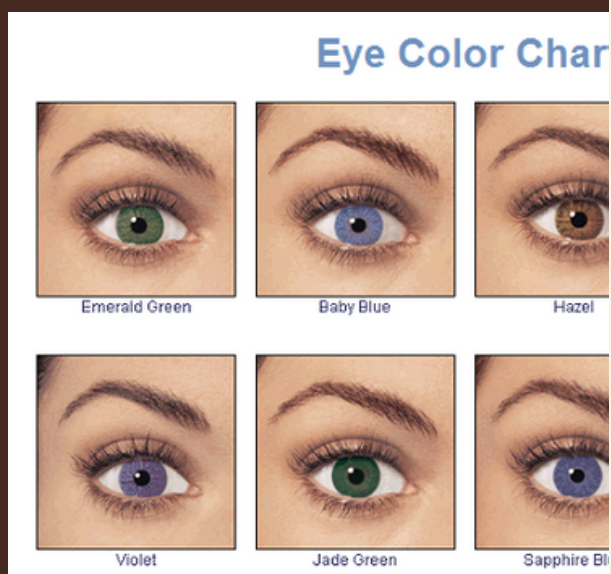 Eye Color Char
Emerald Green
Baby Blue
Hazel
Violet
Jade Green
Sapphire Bl